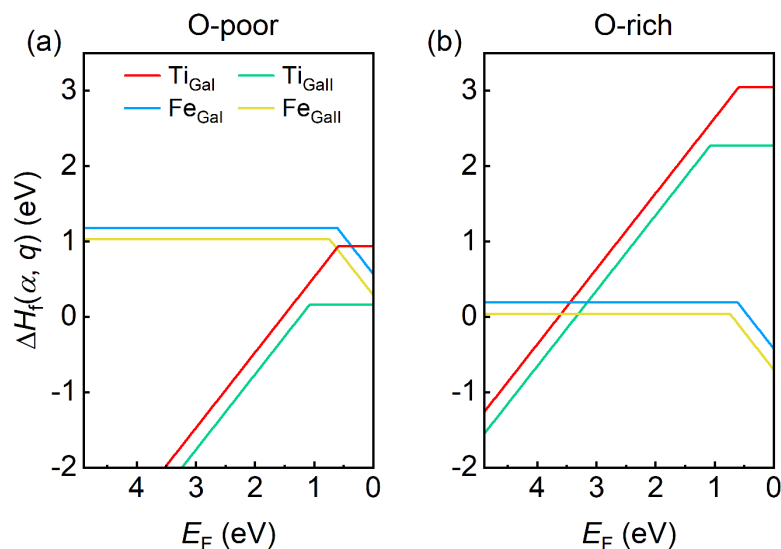 (a) O-poor
(b) O-rich
Ti_GaI Ti_GaII
Fe_GaI Fe_GaII
ΔH_f(α, q) (eV)
3
2
1
0
-1
-2
4 3 2 1 0
E_F (eV)
3
2
1
0
-1
-2
4 3 2 1 0
E_F (eV)